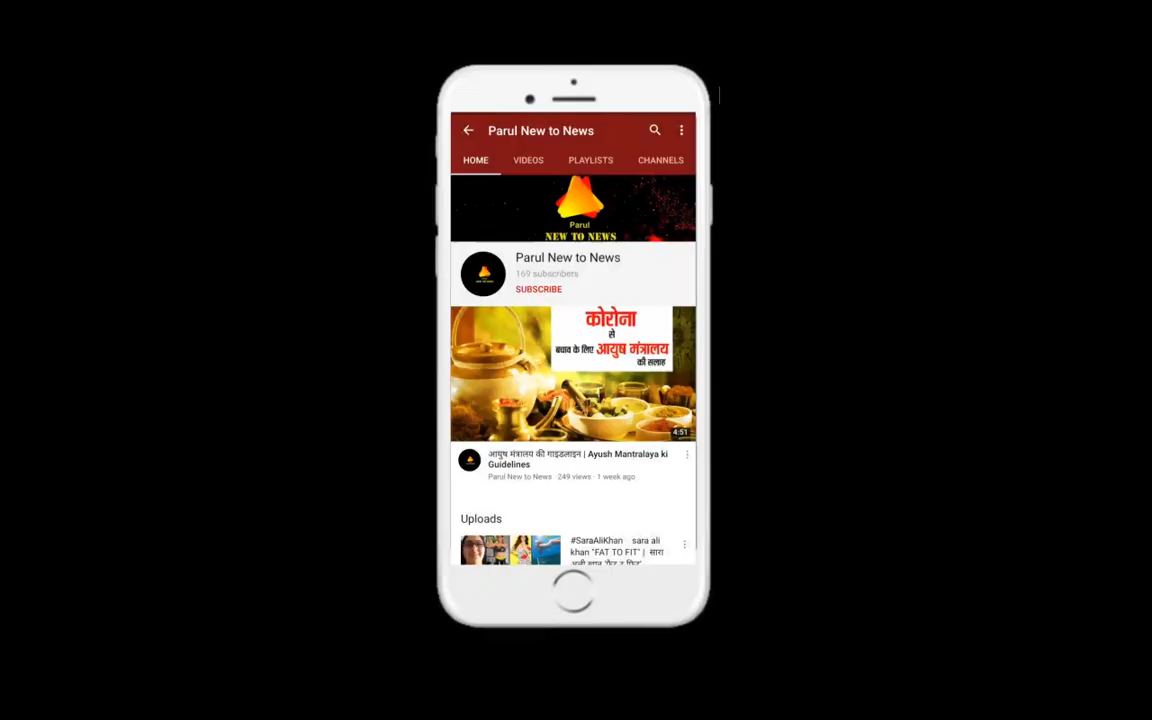 Parul New to News
HOME VIDEOS PLAYLISTS CHANNELS
Parul
NEW TO NEWS
Parul New to News
169 subscribers
SUBSCRIBE
कोरोना
से
बचाव के लिए आयुष मंत्रालय
की सलाह
4:51
आयुष मंत्रालय की गाइडलाइन | Ayush Mantralaya ki
Guidelines
Parul New to News · 249 views · 1 week ago
Uploads
#SaraAliKhan sara ali
khan "FAT TO FIT" | सारा